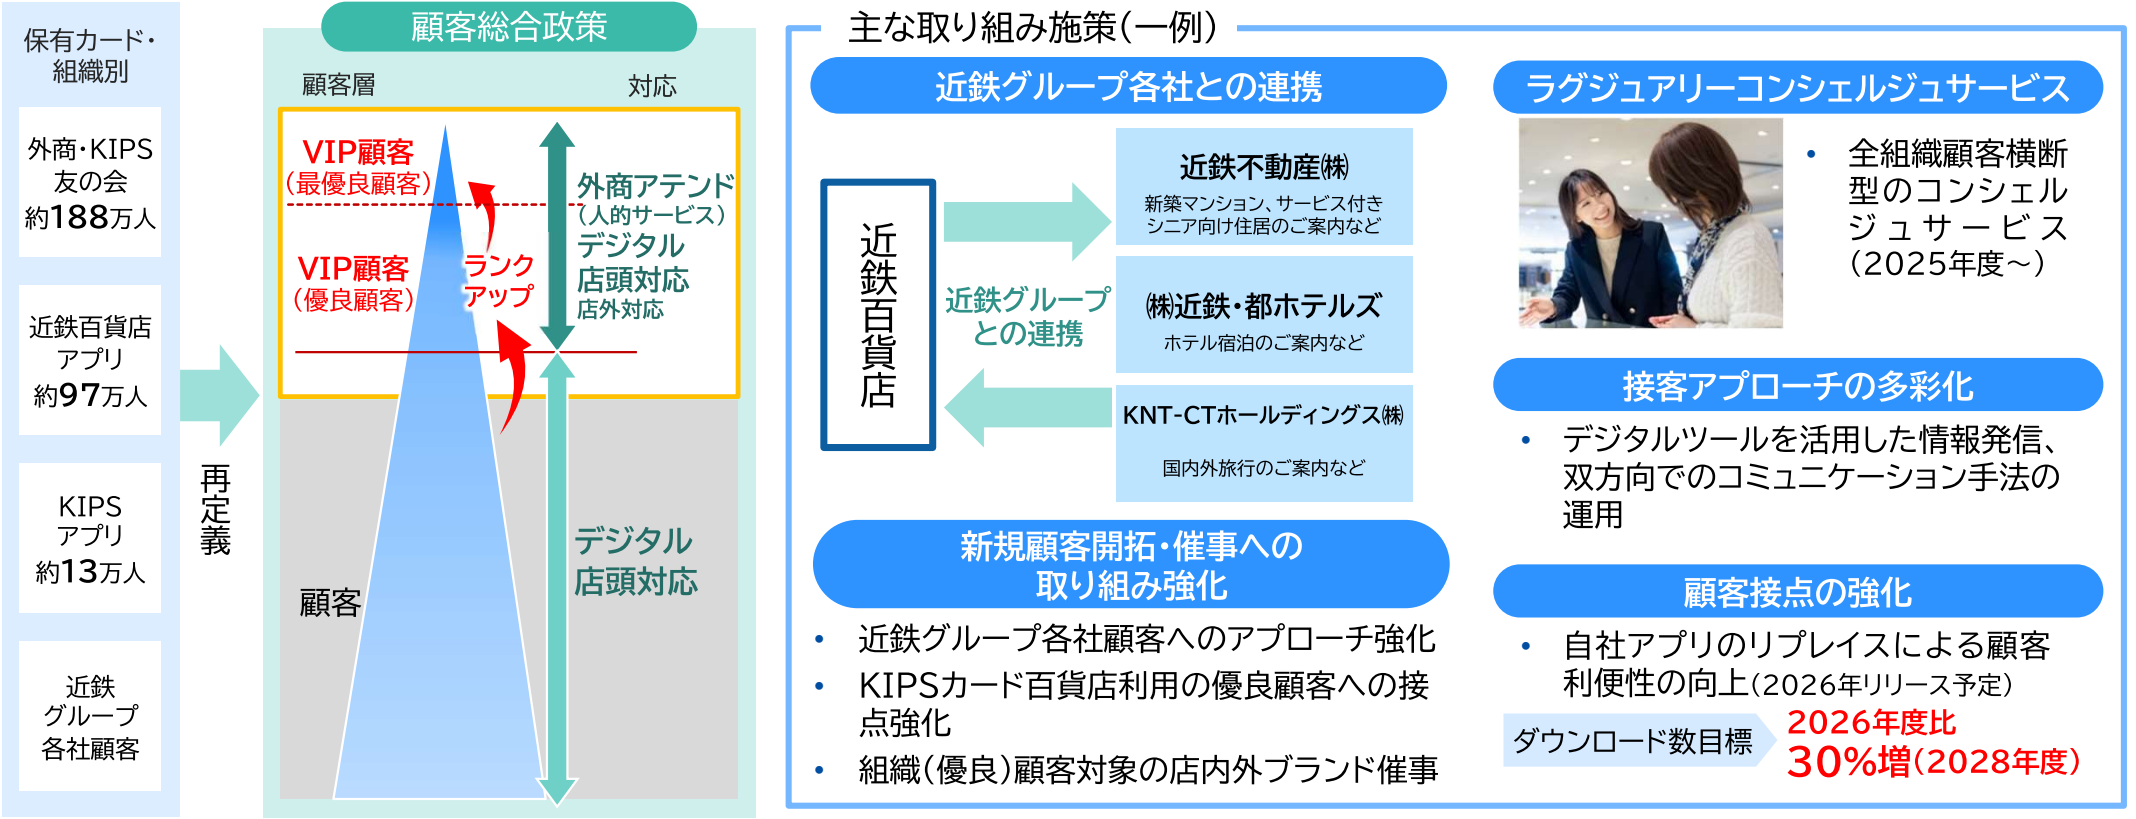 保有カード・
組織別
外商・KIPS
友の会
約188万人
近鉄百貨店
アプリ
約97万人
KIPS
アプリ
約13万人
近鉄
グループ
各社顧客
再定義
顧客総合政策
顧客層
対応
VIP顧客
（最優良顧客）
VIP顧客
（優良顧客）
ランク
アップ
外商アテンド
（人的サービス）
デジタル
店頭対応
店外対応
顧客
デジタル
店頭対応
主な取り組み施策（一例）
近鉄グループ各社との連携
近鉄百貨店
近鉄グループ
との連携
近鉄不動産㈱
新築マンション、サービス付き
シニア向け住居のご案内など
㈱近鉄・都ホテルズ
ホテル宿泊のご案内など
KNT-CTホールディングス㈱
国内外旅行のご案内など
新規顧客開拓・催事への
取り組み強化
• 近鉄グループ各社顧客へのアプローチ強化
• KIPSカード百貨店利用の優良顧客への接
点強化
• 組織（優良）顧客対象の店内外ブランド催事
ラグジュアリーコンシェルジュサービス
• 全組織顧客横断
型のコンシェル
ジュサービス
（2025年度～）
接客アプローチの多彩化
• デジタルツールを活用した情報発信、
双方向でのコミュニケーション手法の
運用
顧客接点の強化
• 自社アプリのリプレイスによる顧客
利便性の向上（2026年リリース予定）
ダウンロード数目標
2026年度比
30%増（2028年度）